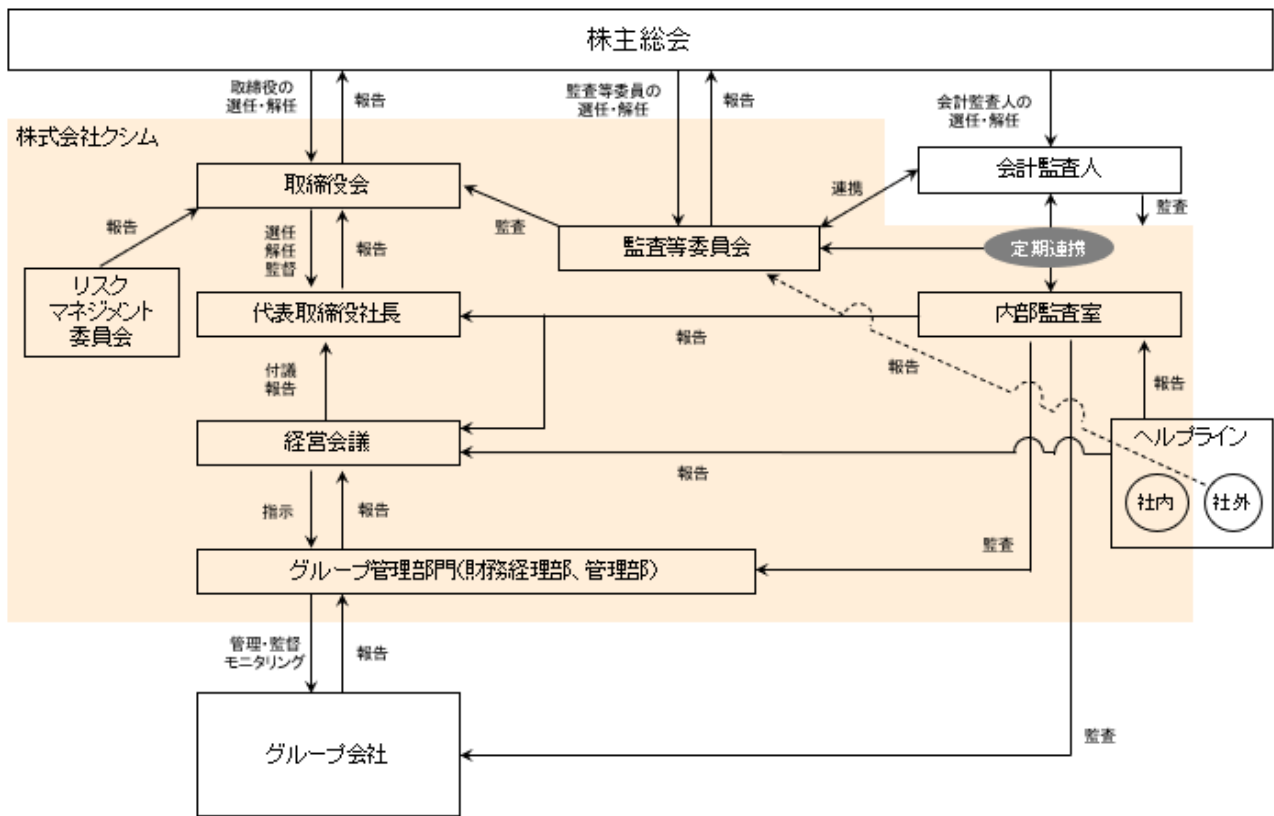 株主総会
取締役の
選任・解任
報告
監査等委員の
選任・解任
報告
会計監査人の
選任・解任
株式会社クシム
取締役会
会計監査人
連携
監査
報告
選任
解任
監督
報告
監査
監査等委員会
定期連携
リスク
マネジメント
委員会
代表取締役社長
内部監査室
報告
付議
報告
報告
報告
経営会議
ヘルプライン
報告
社内
社外
指示
報告
監査
グループ管理部門(財務経理部、管理部)
管理・監督
モニタリング
報告
グループ会社
監査